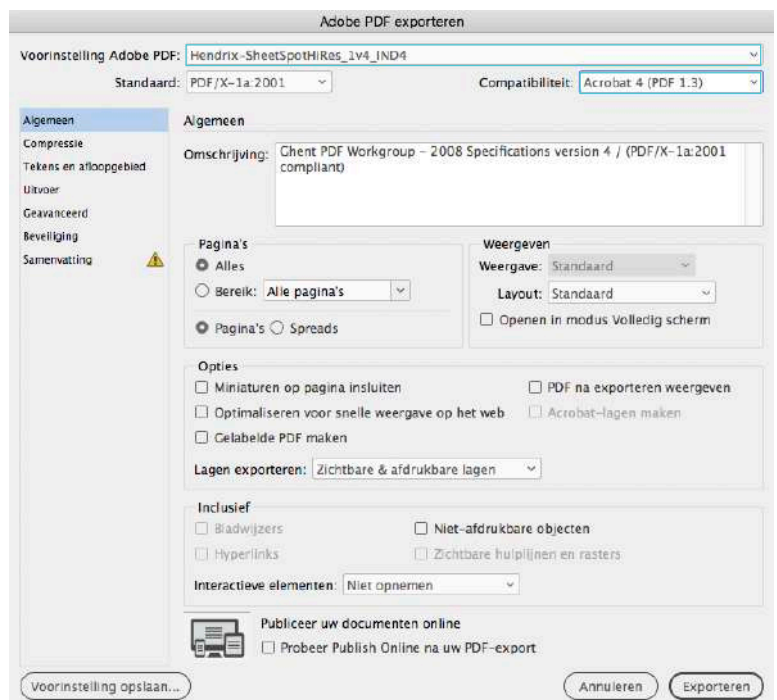 Adobe PDF exporteren
Voorinstelling Adobe PDF: Hendrix-SheetSpotHiRes_1v4_IND4
Standaard: PDF/X-1a:2001
Compatibiliteit: Acrobat 4 (PDF 1.3)
Algemeen
Compressie
Tekens en afloopgebied
Uitvoer
Geavanceerd
Beveiliging
Samenvatting
Algemeen
Omschrijving: Ghent PDF Workgroup - 2008 Specifications version 4 / (PDF/X-1a:2001
compliant)
Pagina's
Alles
Bereik: Alle pagina's
Pagina's Spreads
Weergeven
Weergave: Standaard
Layout: Standaard
Openen in modus Volledig scherm
Opties
Miniaturen op pagina insluiten
PDF na exporteren weergeven
Optimaliseren voor snelle weergave op het web
Acrobat-lagen maken
Gelabelde PDF maken
Lagen exporteren: Zichtbare & afdrukbare lagen
Inclusief
Bladwijzers
Niet-afdrukbare objecten
Hyperlinks
Zichtbare hulplijnen en rasters
Interactieve elementen: Niet opnemen
Publiceer uw documenten online
Probeer Publish Online na uw PDF-export
Voorinstelling opslaan...
Annuleren
Exporteren